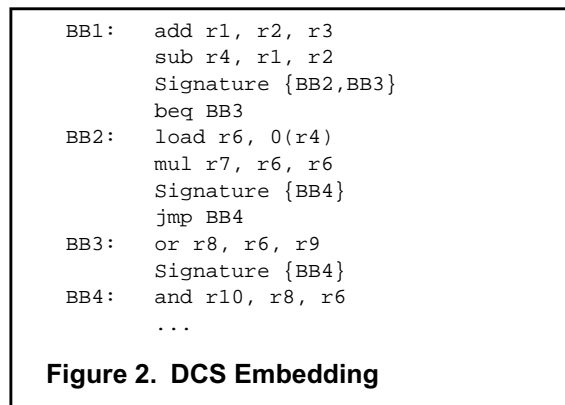 BB1: add r1, r2, r3
sub r4, r1, r2
Signature {BB2,BB3}
beq BB3
BB2: load r6, 0(r4)
mul r7, r6, r6
Signature {BB4}
jmp BB4
BB3: or r8, r6, r9
Signature {BB4}
BB4: and r10, r8, r6
...
Figure 2. DCS Embedding